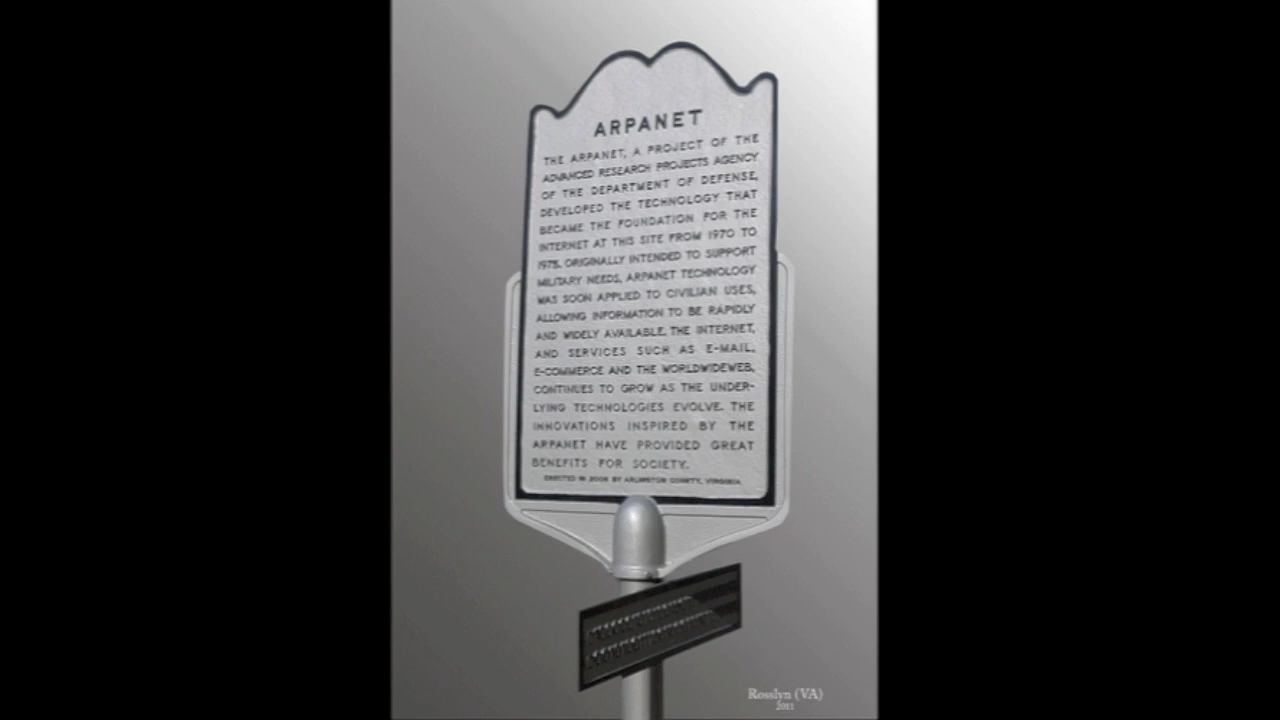 ARPANET
THE ARPANET, A PROJECT OF THE
ADVANCED RESEARCH PROJECTS AGENCY
OF THE DEPARTMENT OF DEFENSE,
DEVELOPED THE TECHNOLOGY THAT
BECAME THE FOUNDATION FOR THE
INTERNET AT THIS SITE FROM 1970 TO
1975. ORIGINALLY INTENDED TO SUPPORT
MILITARY NEEDS, ARPANET TECHNOLOGY
WAS SOON APPLIED TO CIVILIAN USES,
ALLOWING INFORMATION TO BE RAPIDLY
AND WIDELY AVAILABLE. THE INTERNET,
AND SERVICES SUCH AS E-MAIL,
E-COMMERCE AND THE WORLDWIDEWEB,
CONTINUES TO GROW AS THE UNDER-
LYING TECHNOLOGIES EVOLVE. THE
INNOVATIONS INSPIRED BY THE
ARPANET HAVE PROVIDED GREAT
BENEFITS FOR SOCIETY.
ERECTED IN 2008 BY ARLINGTON COUNTY, VIRGINIA
Rosslyn (VA)
2011